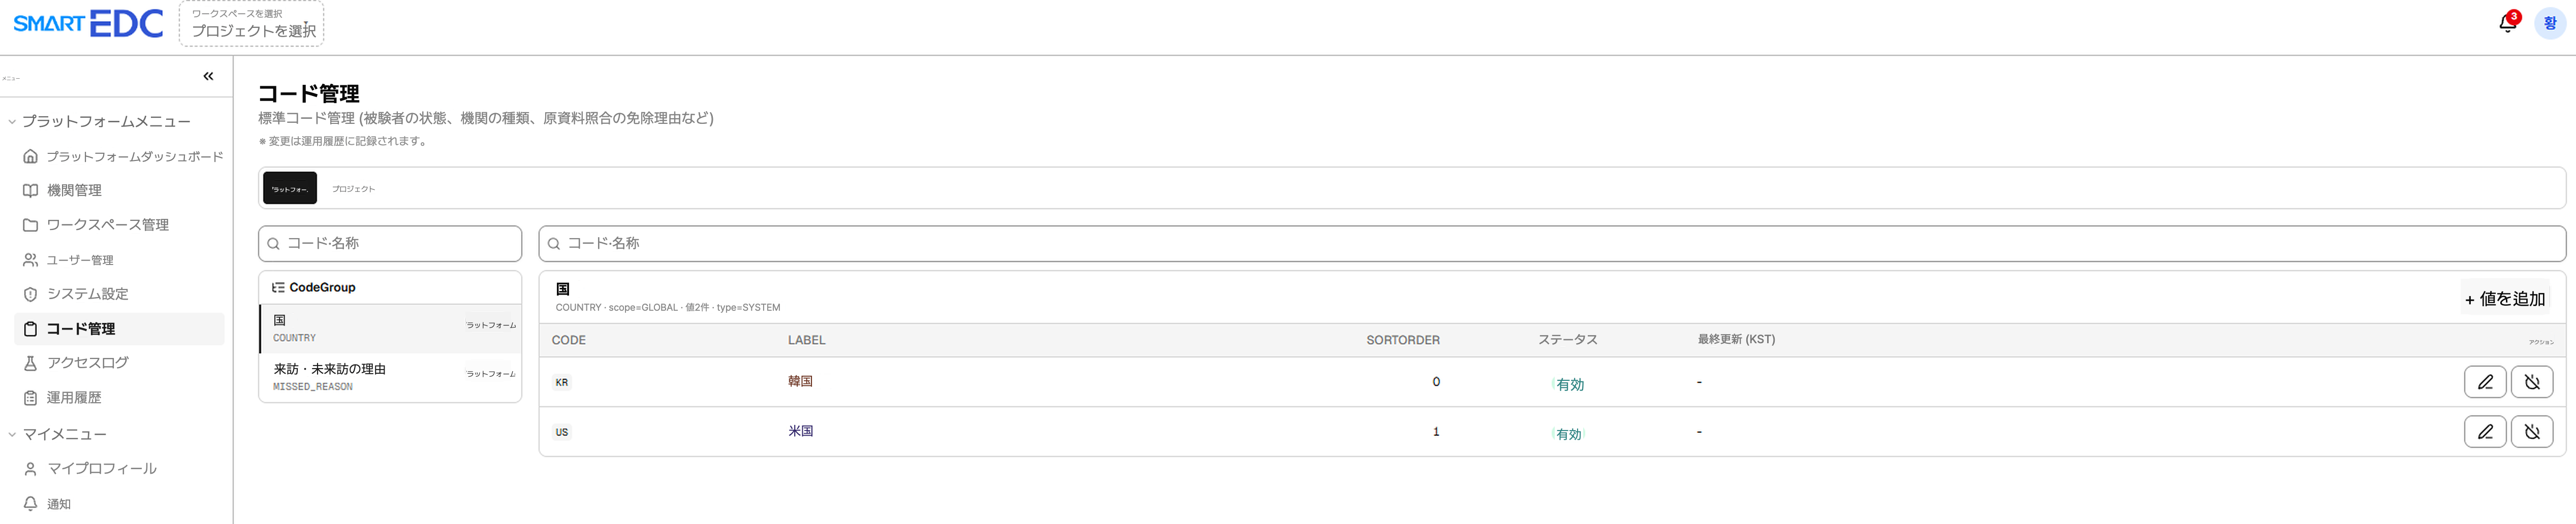 SMART EDC
ワークスペースを選択
プロジェクトを選択
3
황
メニュー
プラットフォームメニュー
プラットフォームダッシュボード
機関管理
ワークスペース管理
ユーザー管理
システム設定
コード管理
アクセスログ
運用履歴
マイメニュー
マイプロフィール
通知
コード管理
標準コード管理 (被験者の状態、機関の種類、原資料照合の免除理由など)
※ 変更は運用履歴に記録されます。
ラットフォー.
プロジェクト
コード·名称
コード·名称
CodeGroup
国
COUNTRY
ラットフォーム
来訪・未来訪の理由
MISSED_REASON
ラットフォーム
国
COUNTRY · scope=GLOBAL · 値2件 · type=SYSTEM
+ 値を追加
CODE LABEL SORTORDER ステータス 最終更新 (KST) アクション
KR 韓国 0 有効 -
US 米国 1 有効 -